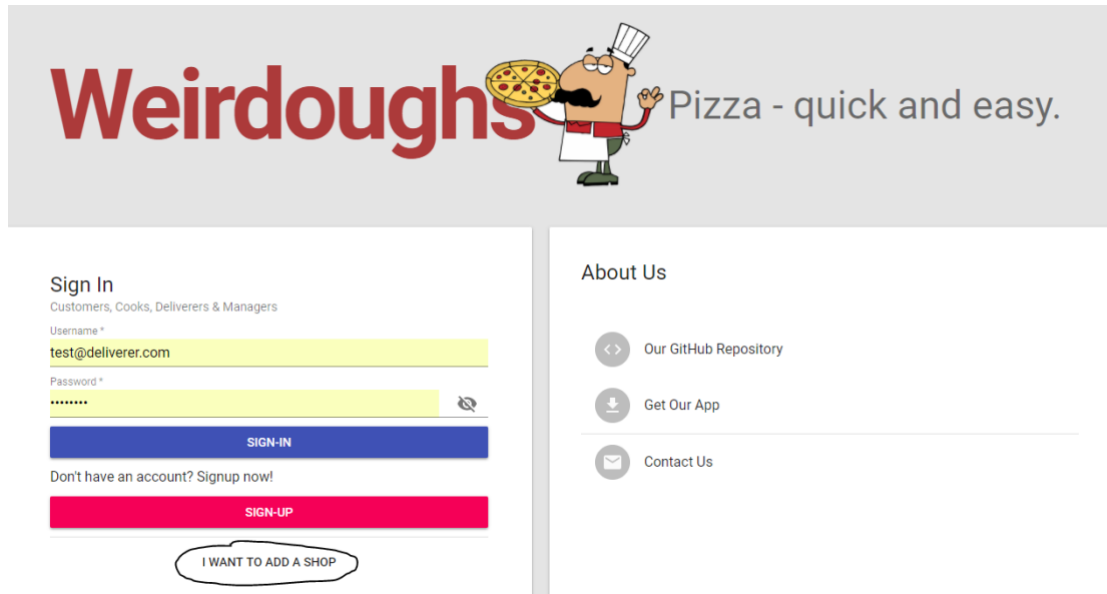 Weirdoughs
Pizza - quick and easy.
Sign In
Customers, Cooks, Deliverers & Managers
Username *
test@deliverer.com
Password *
••••••••
SIGN-IN
Don't have an account? Signup now!
SIGN-UP
I WANT TO ADD A SHOP
About Us
Our GitHub Repository
Get Our App
Contact Us